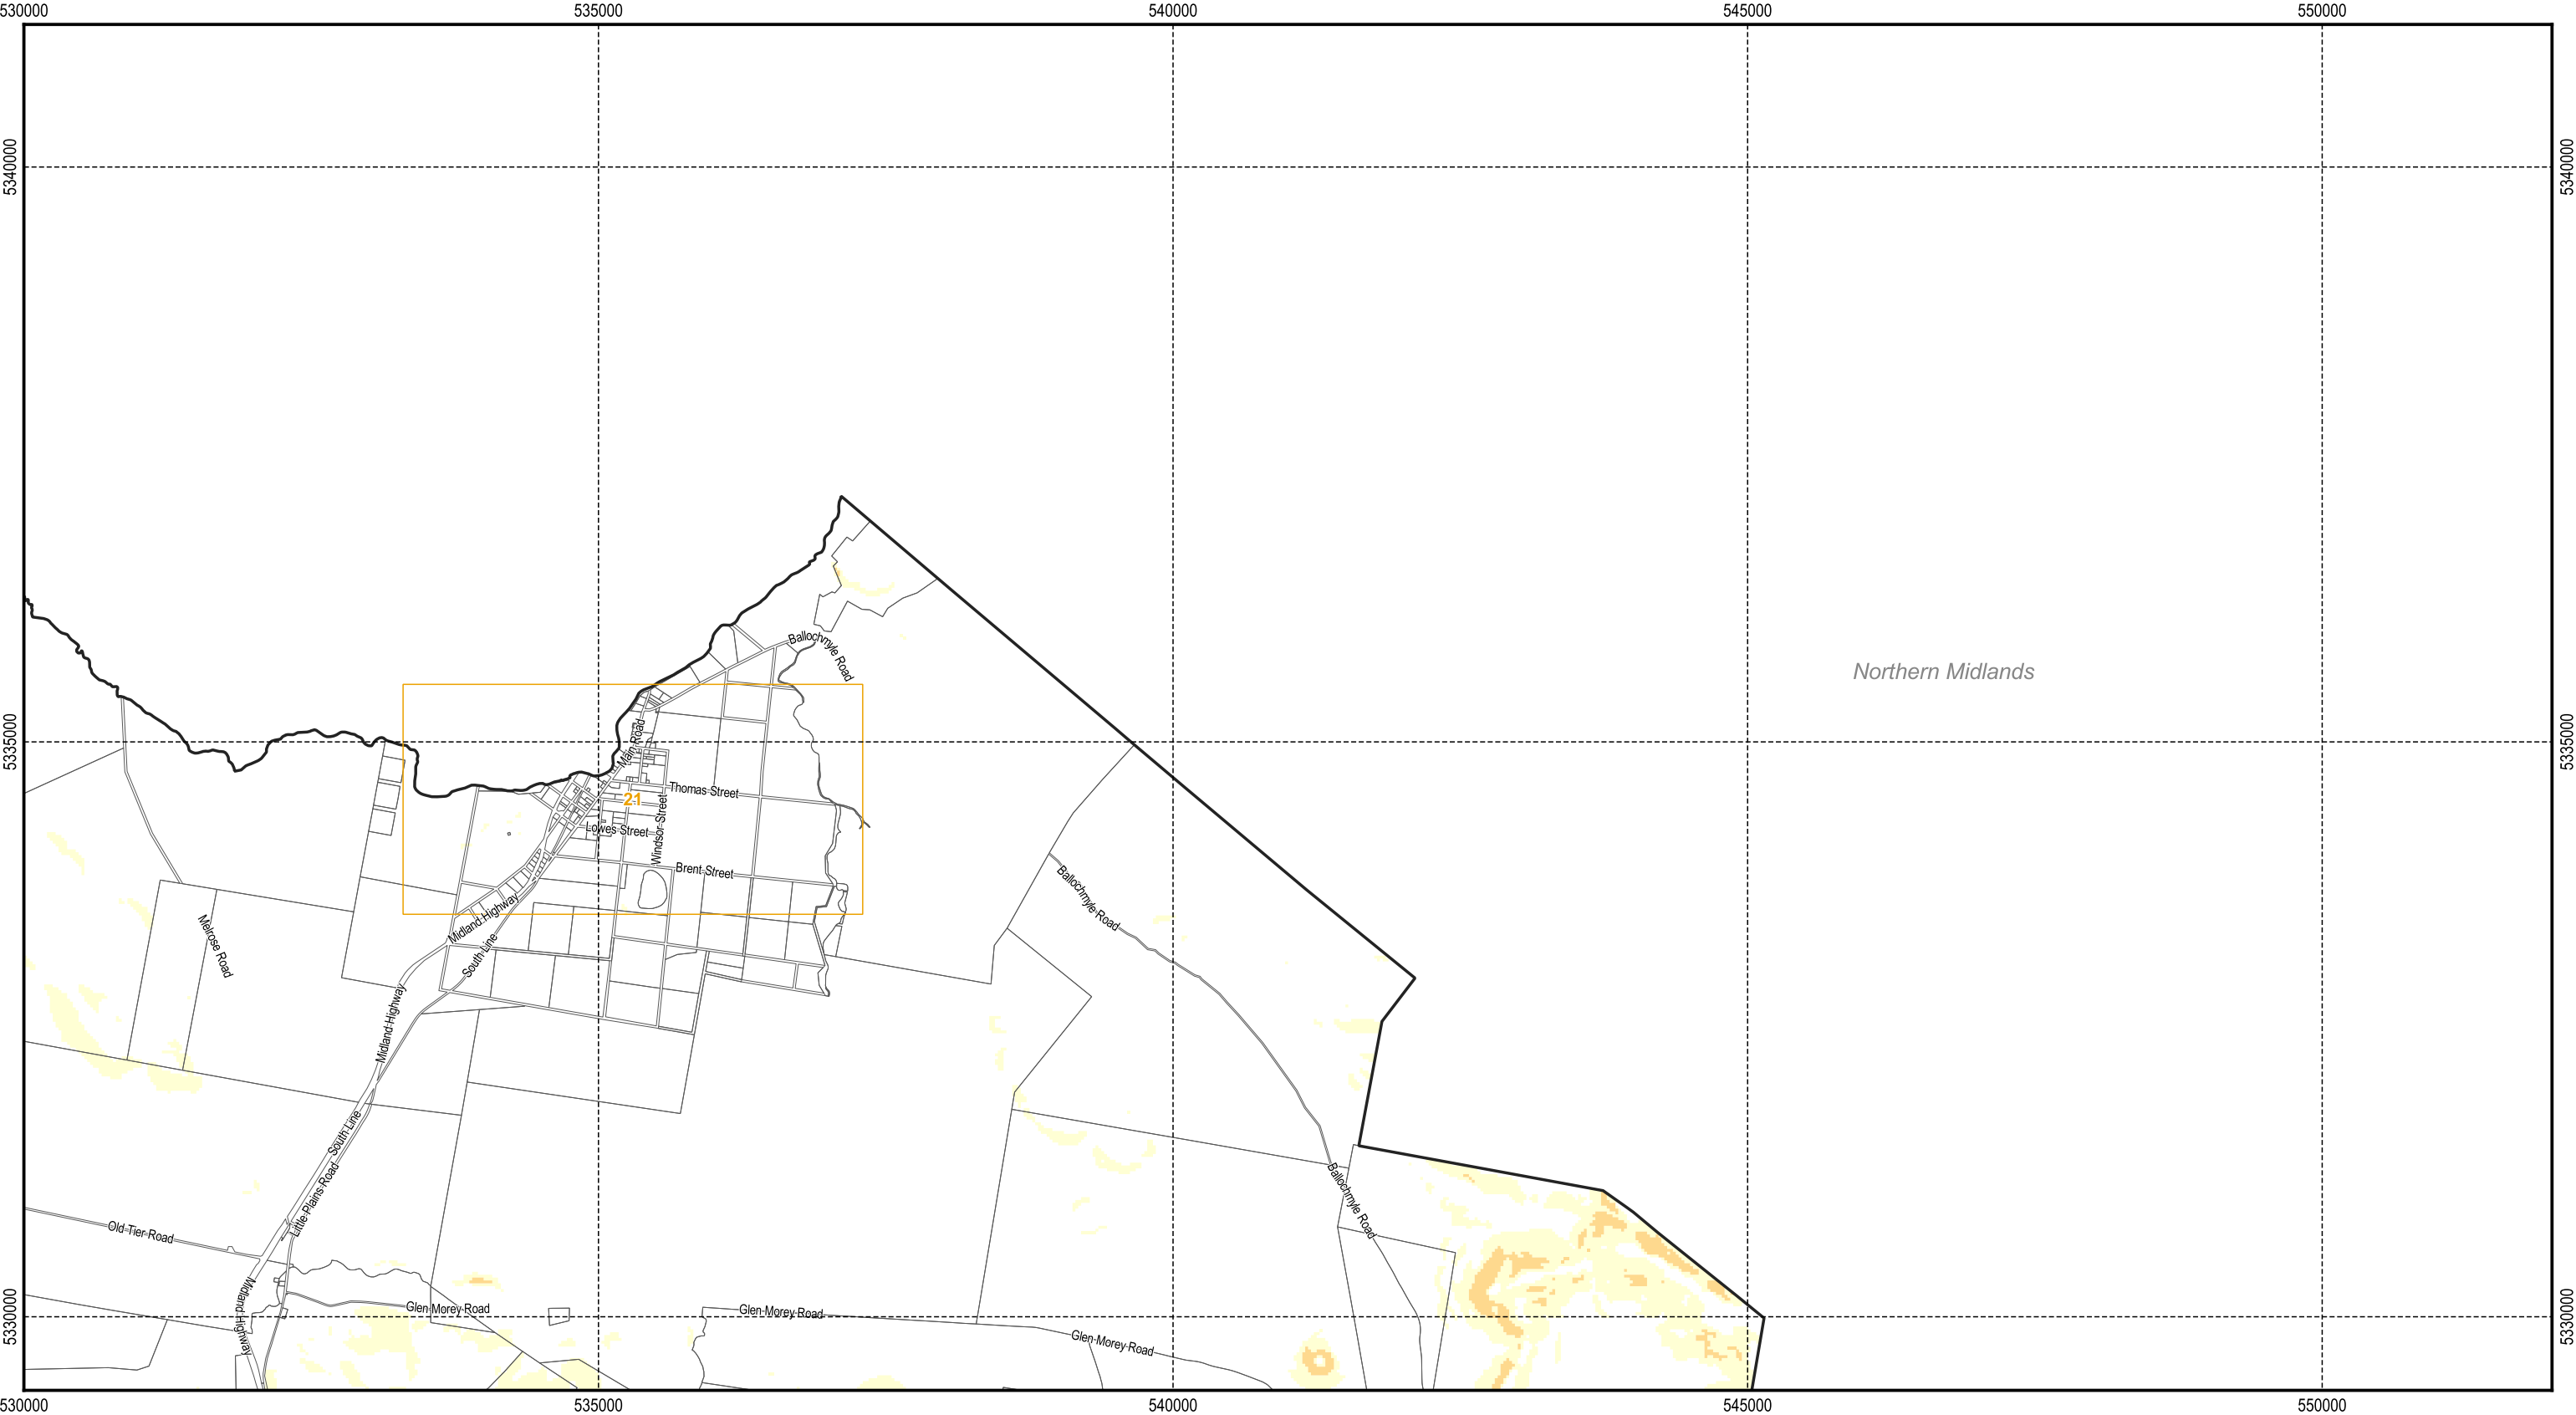 530000 535000 540000 545000 550000
5340000 5340000
Ballochmyle Road
Northern Midlands
5335000 5335000
Main Road
Thomas Street
21
Windsor Street
Lowes Street
Brent Street
Ballochmyle Road
Midland Highway
Melrose Road
South Line
Midland Highway
South Line
Little Plains Road
Ballochmyle Road
Old Tier Road
Midland Highway
Glen Morey Road
Glen Morey Road
Glen Morey Road
5330000 5330000
530000 535000 540000 545000 550000